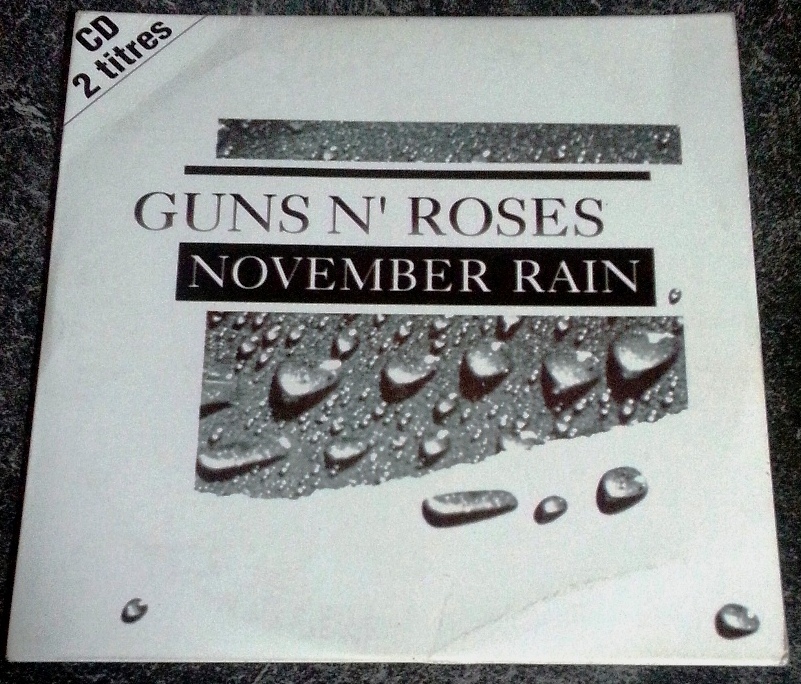 CD
2 titres
GUNS N' ROSES
NOVEMBER RAIN